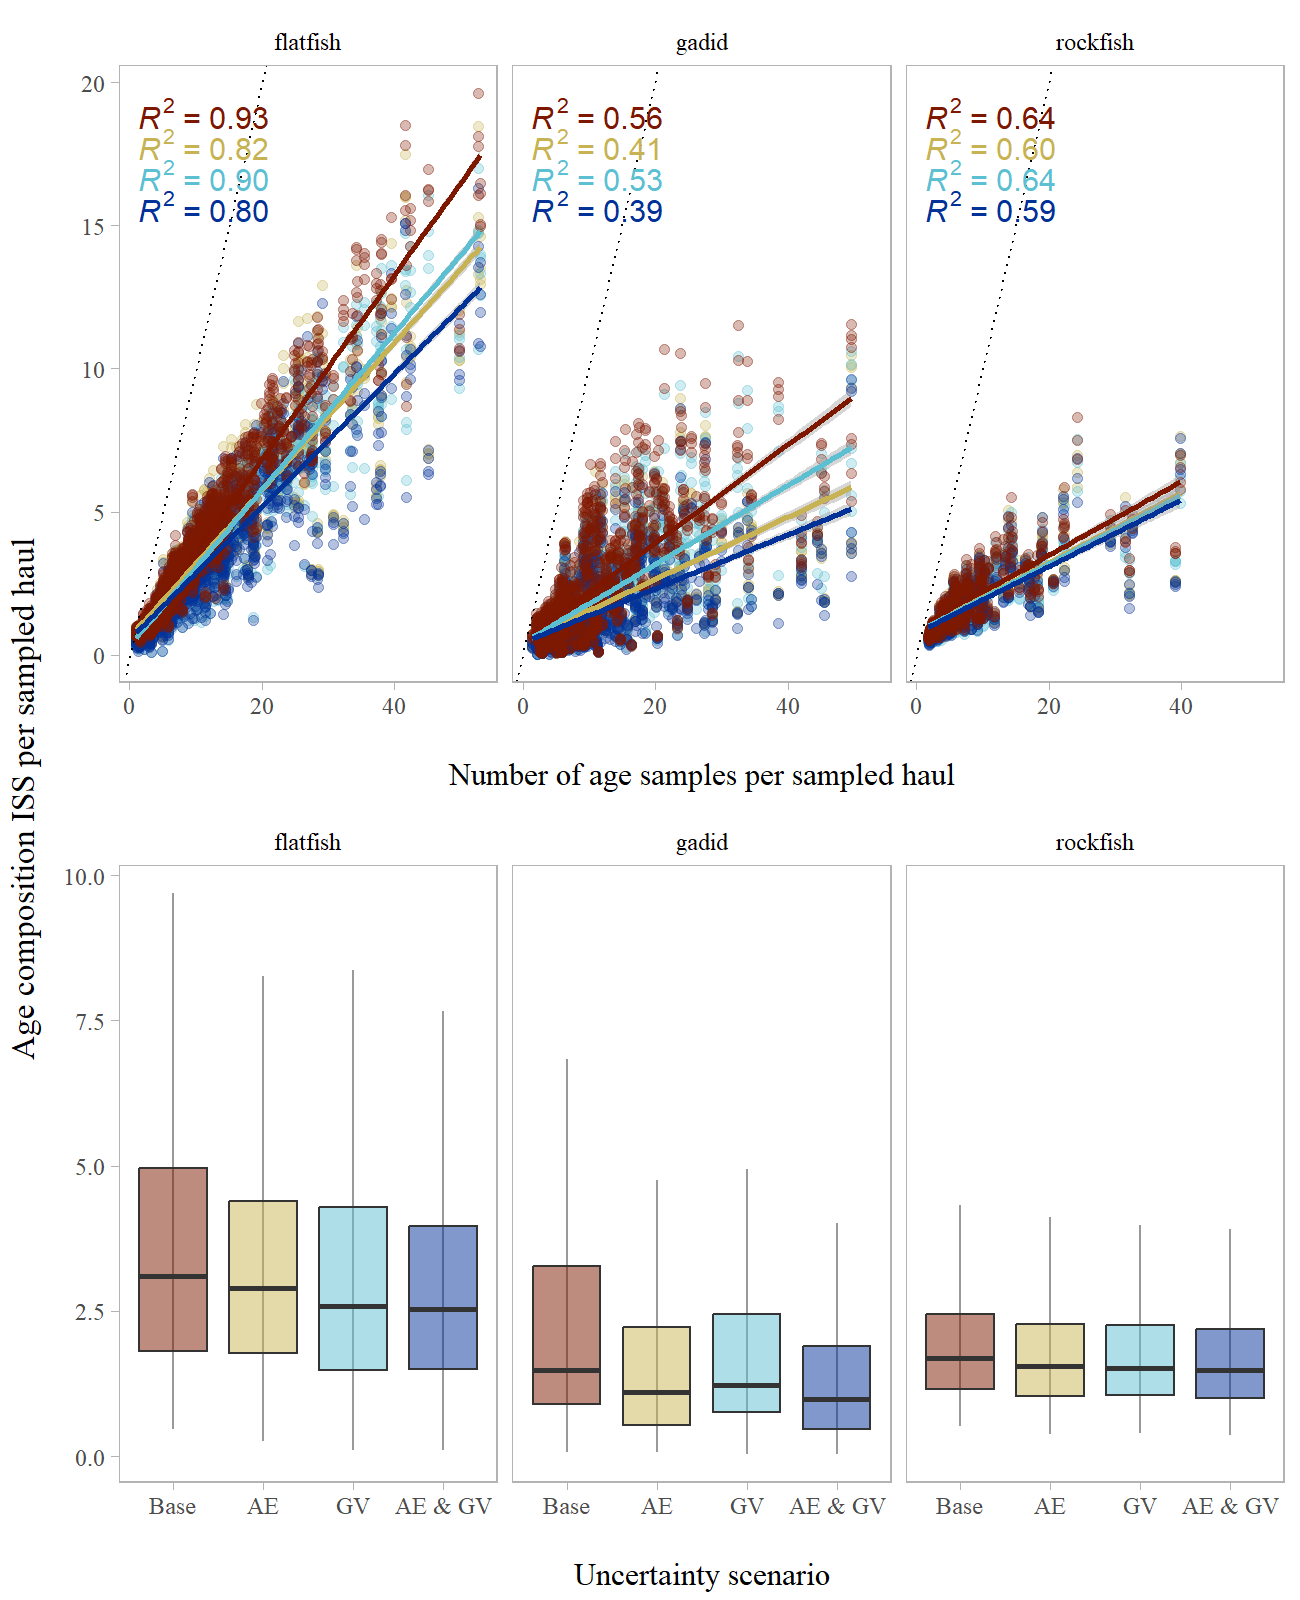 flatfish gadid rockfish
20
15
10
5
0
R² = 0.93
R² = 0.82
R² = 0.90
R² = 0.80
R² = 0.56
R² = 0.41
R² = 0.53
R² = 0.39
R² = 0.64
R² = 0.60
R² = 0.64
R² = 0.59
0 20 40 0 20 40 0 20 40
Number of age samples per sampled haul
Age composition ISS per sampled haul
flatfish gadid rockfish
10.0
7.5
5.0
2.5
0.0
Base AE GV AE & GV Base AE GV AE & GV Base AE GV AE & GV
Uncertainty scenario